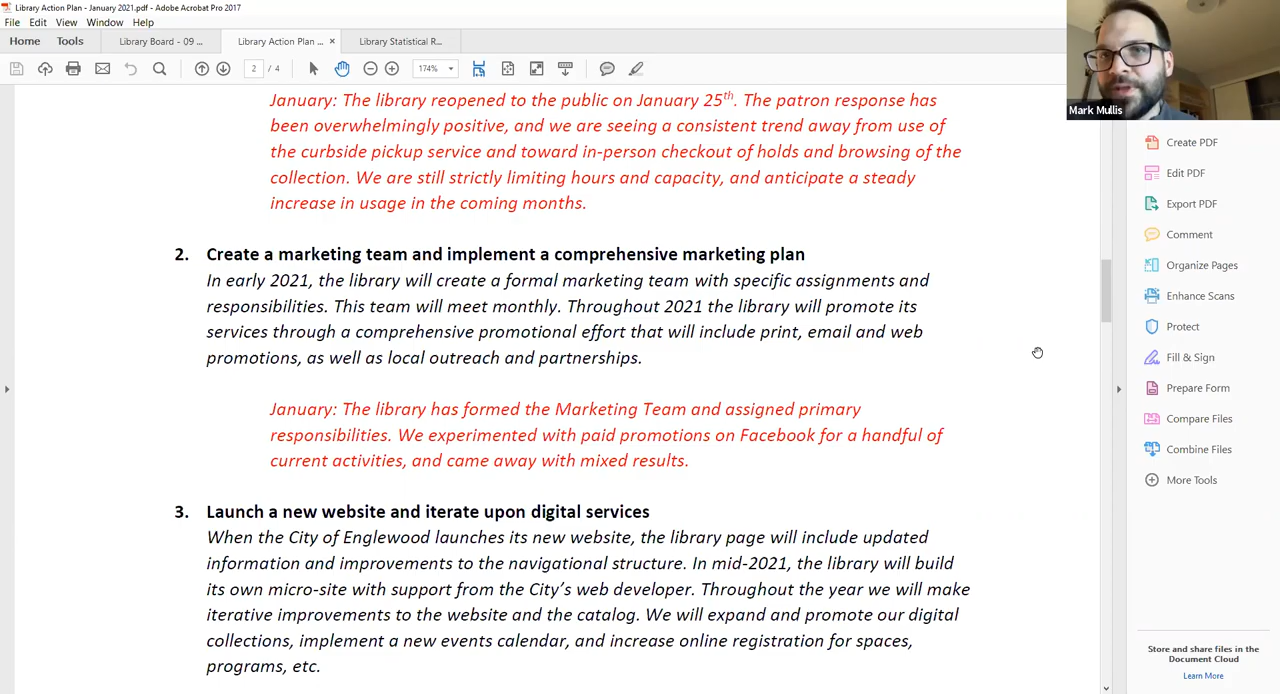 Library Action Plan - January 2021.pdf - Adobe Acrobat Pro 2017
File Edit View Window Help
Home Tools Library Board - 09 ... Library Action Plan ... × Library Statistical R...
2 / 4 174%
January: The library reopened to the public on January 25th. The patron response has
been overwhelmingly positive, and we are seeing a consistent trend away from use of
the curbside pickup service and toward in-person checkout of holds and browsing of the
collection. We are still strictly limiting hours and capacity, and anticipate a steady
increase in usage in the coming months.
2. Create a marketing team and implement a comprehensive marketing plan
In early 2021, the library will create a formal marketing team with specific assignments and
responsibilities. This team will meet monthly. Throughout 2021 the library will promote its
services through a comprehensive promotional effort that will include print, email and web
promotions, as well as local outreach and partnerships.
January: The library has formed the Marketing Team and assigned primary
responsibilities. We experimented with paid promotions on Facebook for a handful of
current activities, and came away with mixed results.
3. Launch a new website and iterate upon digital services
When the City of Englewood launches its new website, the library page will include updated
information and improvements to the navigational structure. In mid-2021, the library will build
its own micro-site with support from the City's web developer. Throughout the year we will make
iterative improvements to the website and the catalog. We will expand and promote our digital
collections, implement a new events calendar, and increase online registration for spaces,
programs, etc.
Mark Mullis
Create PDF
Edit PDF
Export PDF
Comment
Organize Pages
Enhance Scans
Protect
Fill & Sign
Prepare Form
Compare Files
Combine Files
More Tools
Store and share files in the
Document Cloud
Learn More